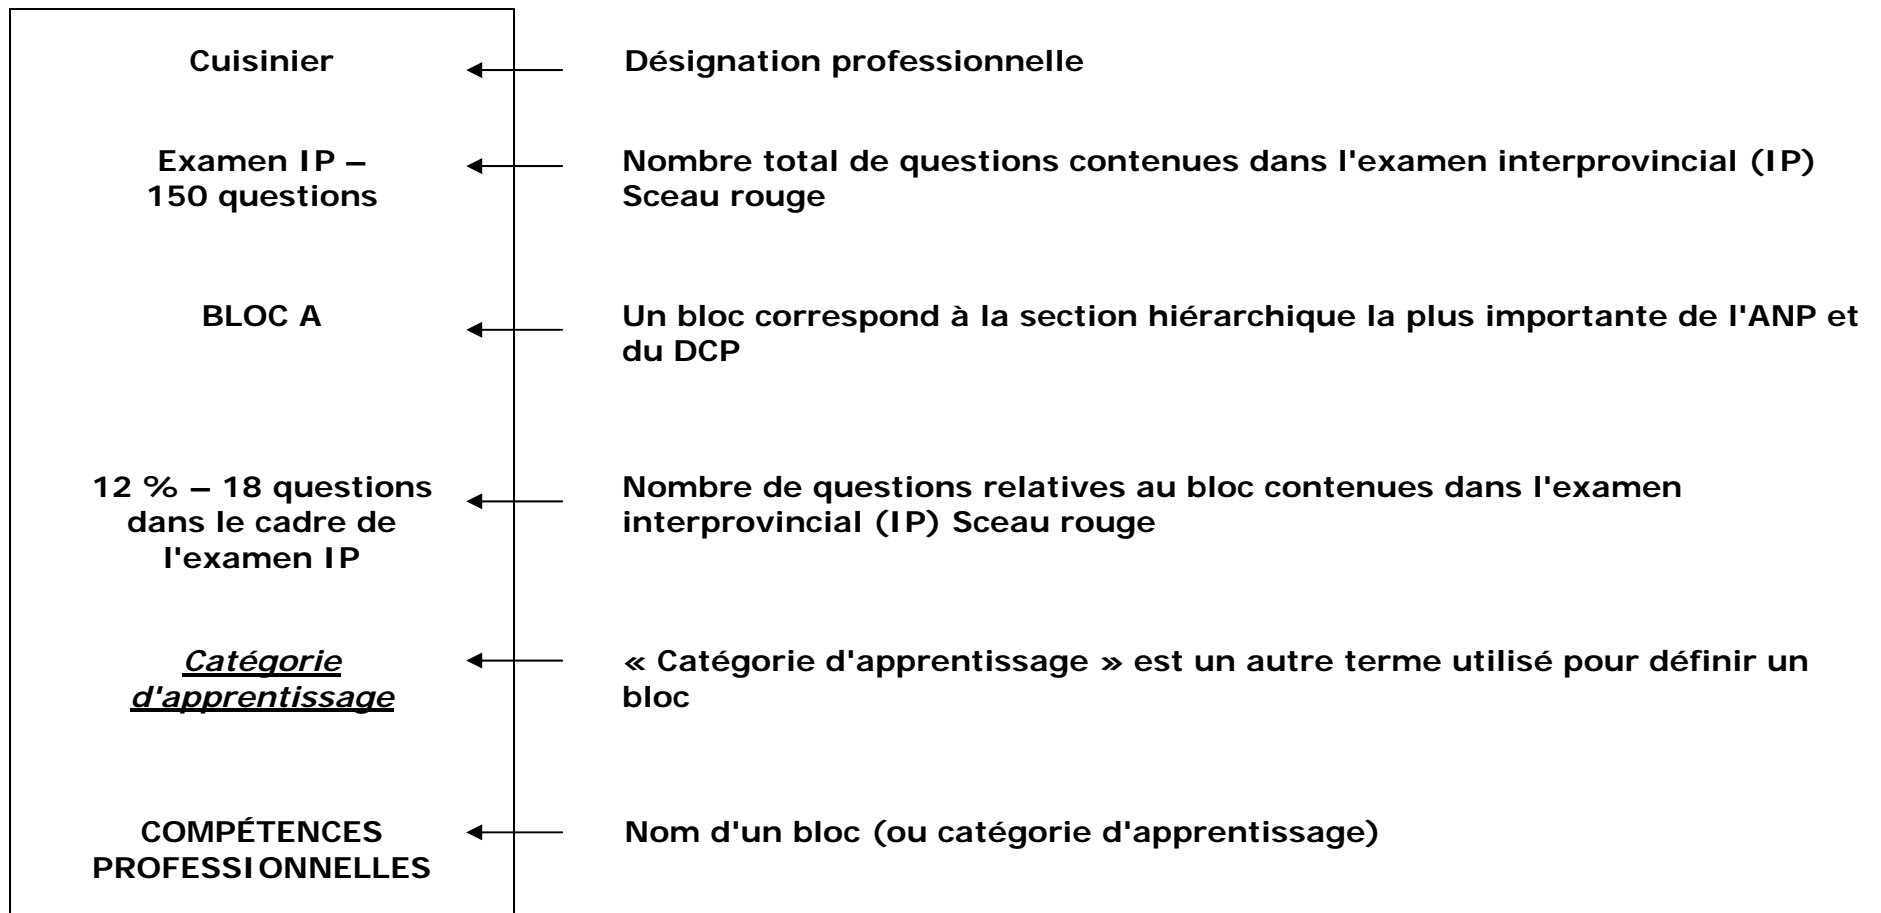 Cuisinier
Désignation professionnelle
Examen IP –
150 questions
Nombre total de questions contenues dans l'examen interprovincial (IP)
Sceau rouge
BLOC A
Un bloc correspond à la section hiérarchique la plus importante de l'ANP et
du DCP
12 % – 18 questions
dans le cadre de
l'examen IP
Nombre de questions relatives au bloc contenues dans l'examen
interprovincial (IP) Sceau rouge
Catégorie
d'apprentissage
« Catégorie d'apprentissage » est un autre terme utilisé pour définir un
bloc
COMPÉTENCES
PROFESSIONNELLES
Nom d'un bloc (ou catégorie d'apprentissage)